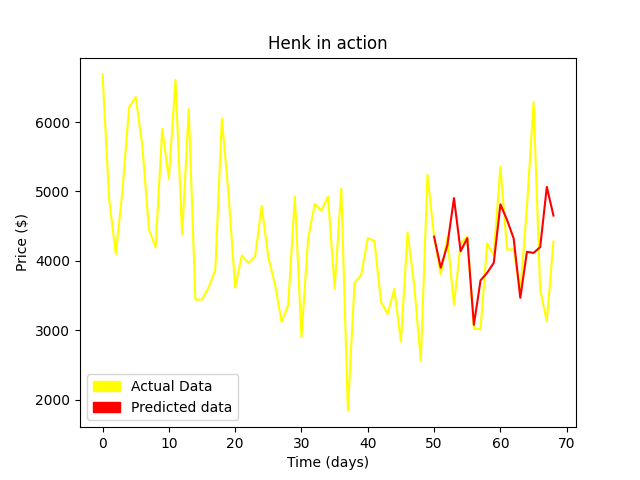 Henk in action
Price ($)
6000
5000
4000
3000
2000
Actual Data
Predicted data
0 10 20 30 40 50 60 70
Time (days)